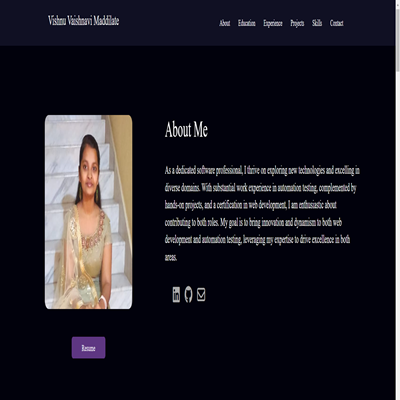 Vishnu Vaishnavi Maddilate
About Education Experience Projects Skills Contact
About Me
As a dedicated software professional, I thrive on exploring new technologies and excelling in
diverse domains. With substantial work experience in automation testing, complemented by
hands-on projects, and a certification in web development, I am enthusiastic about
contributing to both roles. My goal is to bring innovation and dynamism to both web
development and automation testing, leveraging my expertise to drive excellence in both
areas.
Resume